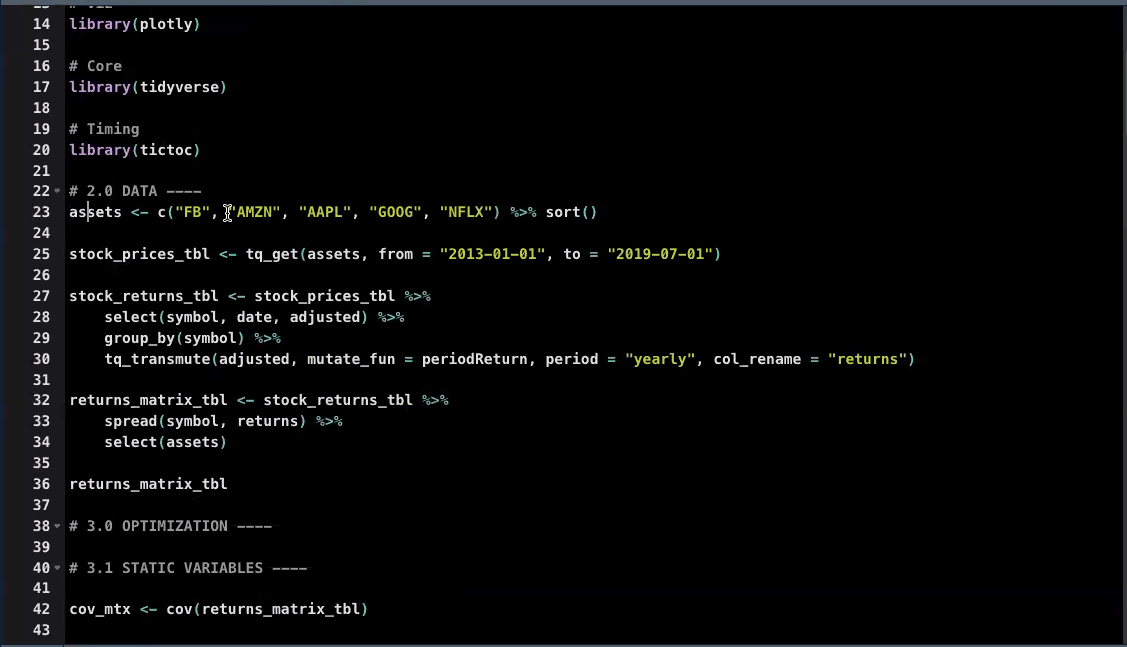 14 library(plotly)
15
16 # Core
17 library(tidyverse)
18
19 # Timing
20 library(tictoc)
21
22 # 2.0 DATA ----
23 assets <- c("FB", "AMZN", "AAPL", "GOOG", "NFLX") %>% sort()
24
25 stock_prices_tbl <- tq_get(assets, from = "2013-01-01", to = "2019-07-01")
26
27 stock_returns_tbl <- stock_prices_tbl %>%
28 select(symbol, date, adjusted) %>%
29 group_by(symbol) %>%
30 tq_transmute(adjusted, mutate_fun = periodReturn, period = "yearly", col_rename = "returns")
31
32 returns_matrix_tbl <- stock_returns_tbl %>%
33 spread(symbol, returns) %>%
34 select(assets)
35
36 returns_matrix_tbl
37
38 # 3.0 OPTIMIZATION ----
39
40 # 3.1 STATIC VARIABLES ----
41
42 cov_mtx <- cov(returns_matrix_tbl)
43